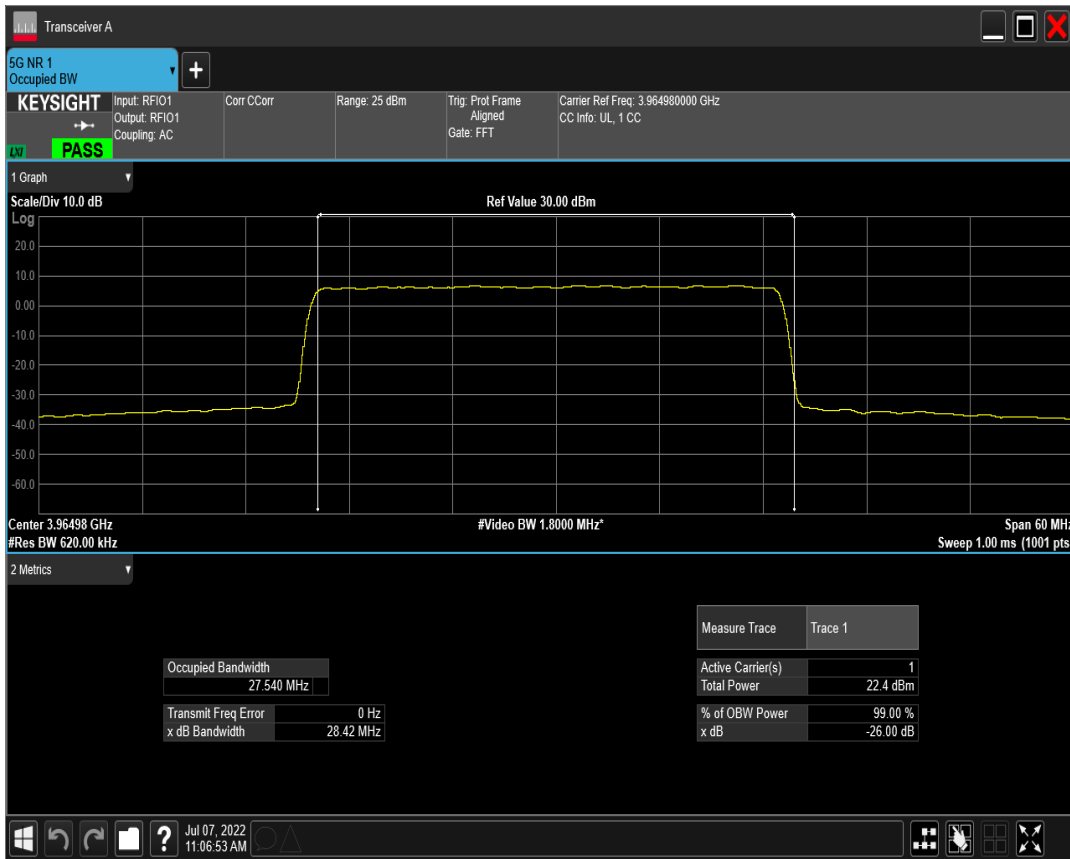 Transceiver A
5G NR 1
Occupied BW
+
KEYSIGHT
LXI
PASS
Input: RFIO1
Output: RFIO1
Coupling: AC
Corr CCorr
Range: 25 dBm
Trig: Prot Frame
Aligned
Gate: FFT
Carrier Ref Freq: 3.964980000 GHz
CC Info: UL, 1 CC
1 Graph
Scale/Div 10.0 dB
Ref Value 30.00 dBm
Log
20.0
10.0
0.00
-10.0
-20.0
-30.0
-40.0
-50.0
-60.0
Center 3.96498 GHz
#Video BW 1.8000 MHz*
Span 60 MHz
#Res BW 620.00 kHz
Sweep 1.00 ms (1001 pts
2 Metrics
Measure Trace Trace 1
Occupied Bandwidth
27.540 MHz
Active Carrier(s) 1
Total Power 22.4 dBm
Transmit Freq Error 0 Hz
x dB Bandwidth 28.42 MHz
% of OBW Power 99.00 %
x dB -26.00 dB
?
Jul 07, 2022
11:06:53 AM